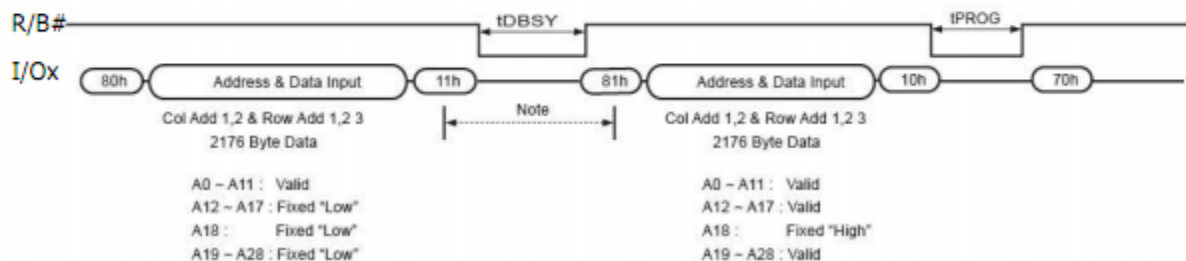 R/B# tDBSY tPROG
I/Ox 80h Address & Data Input 11h 81h Address & Data Input 10h 70h
Note
Col Add 1,2 & Row Add 1,2 3 Col Add 1,2 & Row Add 1,2 3
2176 Byte Data 2176 Byte Data
A0 ~ A11 : Valid A0 ~ A11 : Valid
A12 ~ A17 : Fixed “Low” A12 ~ A17 : Valid
A18 : Fixed “Low” A18 : Fixed “High”
A19 ~ A28 : Fixed “Low” A19 ~ A28 : Valid